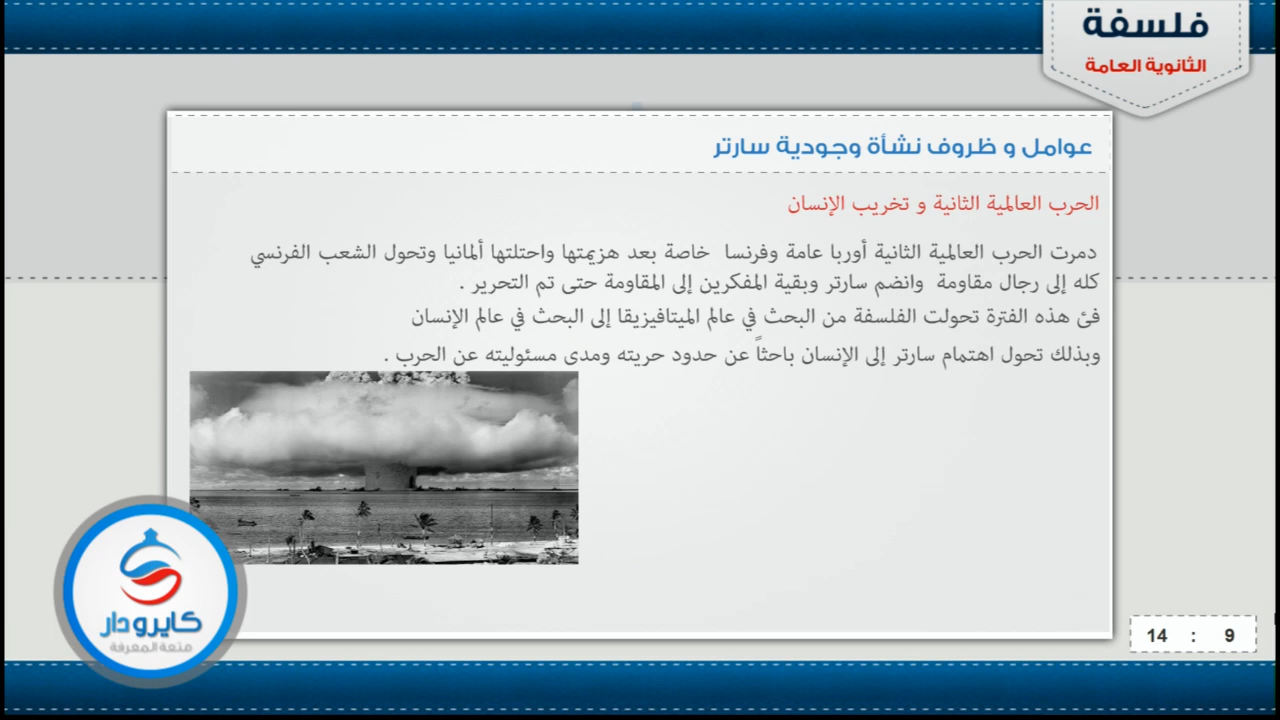 فلسفة
الثانوية العامة
عوامل و ظروف نشأة وجودية سارتر
الحرب العالمية الثانية و تخريب الإنسان
دمرت الحرب العالمية الثانية أوربا عامة وفرنسا خاصة بعد هزيمتها واحتلتها ألمانيا وتحول الشعب الفرنسي
كله إلى رجال مقاومة وانضم سارتر وبقية المفكرين إلى المقاومة حتى تم التحرير .
فئ هذه الفترة تحولت الفلسفة من البحث في عالم الميتافيزيقا إلى البحث في عالم الإنسان
وبذلك تحول اهتمام سارتر إلى الإنسان باحثاً عن حدود حريته ومدى مسئوليته عن الحرب .
كايرودار
متعة المعرفة
14 : 9